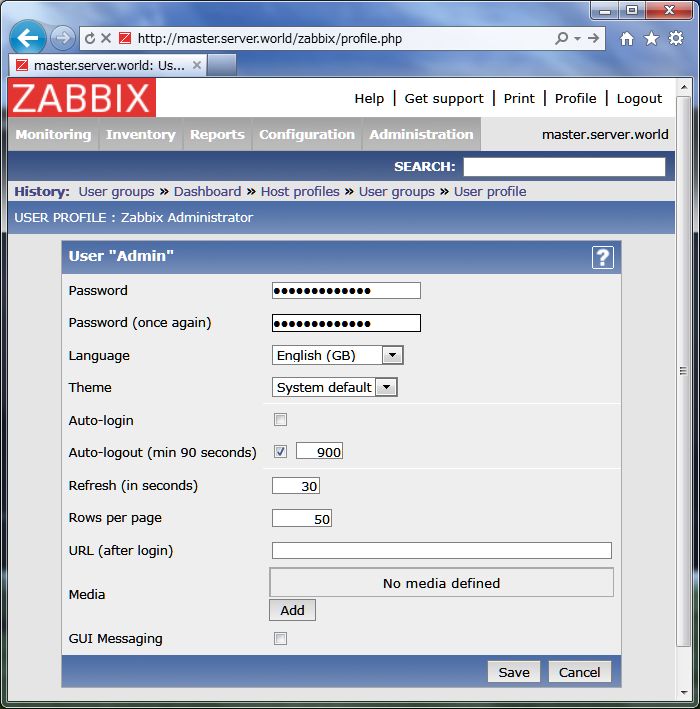 http://master.server.world/zabbix/profile.php
master.server.world: Us...
ZABBIX
Help | Get support | Print | Profile | Logout
Monitoring Inventory Reports Configuration Administration master.server.world
SEARCH:
History: User groups » Dashboard » Host profiles » User groups » User profile
USER PROFILE : Zabbix Administrator
User "Admin" ?
Password ●●●●●●●●●●●●●
Password (once again) ●●●●●●●●●●●●●
Language English (GB)
Theme System default
Auto-login
Auto-logout (min 90 seconds) 900
Refresh (in seconds) 30
Rows per page 50
URL (after login)
Media No media defined
Add
GUI Messaging
Save Cancel